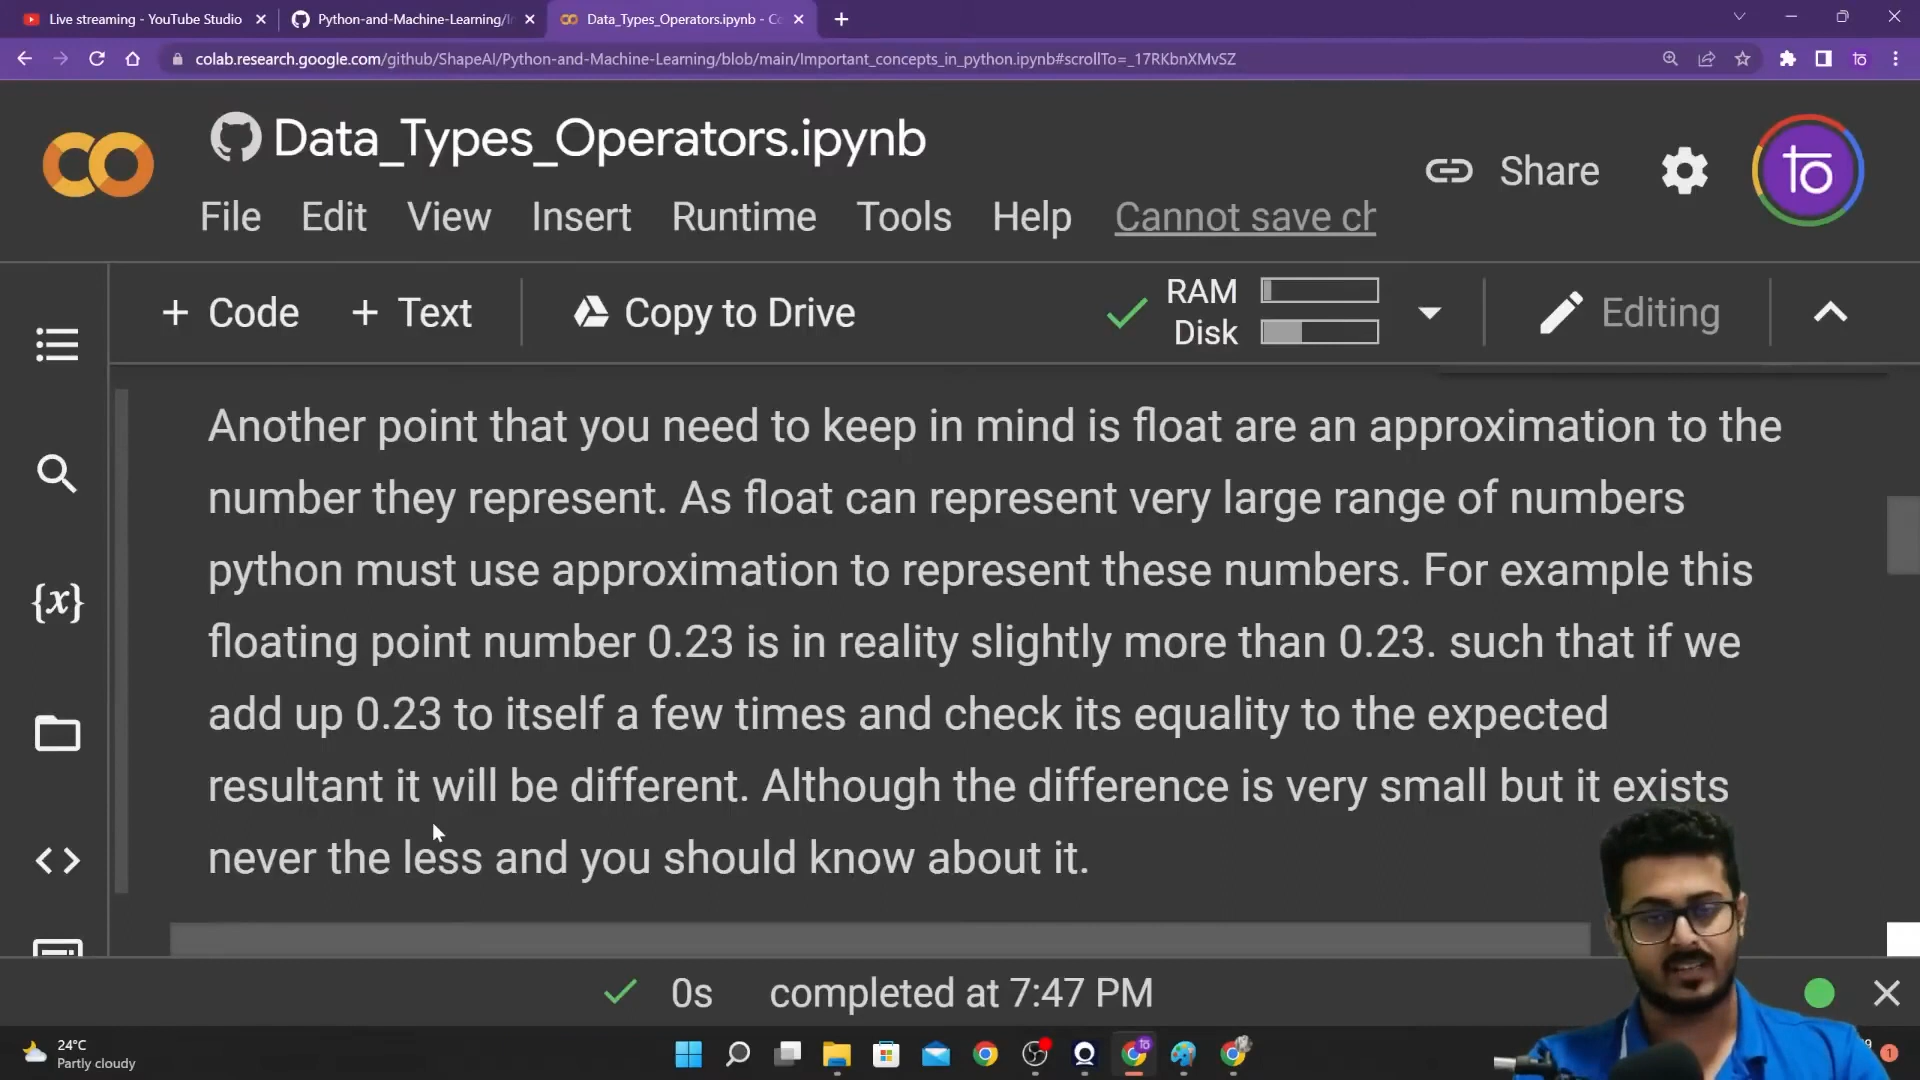 Live streaming - YouTube Studio
Python-and-Machine-Learning/I
Data_Types_Operators.ipynb - Co
colab.research.google.com/github/ShapeAI/Python-and-Machine-Learning/blob/main/Important_concepts_in_python.ipynb#scrollTo=_17RKbnXMvSZ
Data_Types_Operators.ipynb
File Edit View Insert Runtime Tools Help Cannot save ch
Share
+ Code + Text Copy to Drive
RAM
Disk
Editing
Another point that you need to keep in mind is float are an approximation to the
number they represent. As float can represent very large range of numbers
python must use approximation to represent these numbers. For example this
floating point number 0.23 is in reality slightly more than 0.23. such that if we
add up 0.23 to itself a few times and check its equality to the expected
resultant it will be different. Although the difference is very small but it exists
never the less and you should know about it.
0s completed at 7:47 PM
24°C
Partly cloudy